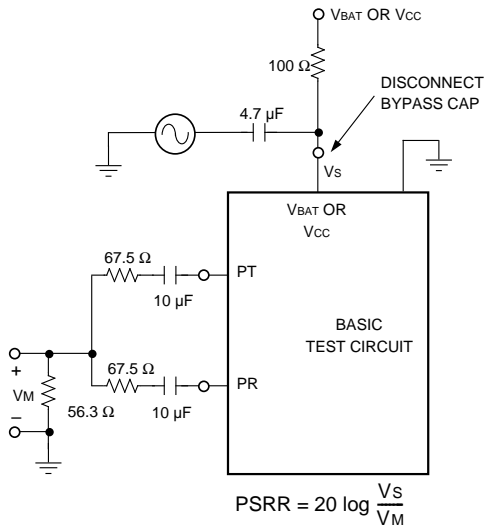 VBAT OR VCC
100 Ω
DISCONNECT
BYPASS CAP
4.7 µF
VS
VBAT OR
VCC
67.5 Ω
PT
10 µF
BASIC
TEST CIRCUIT
67.5 Ω
PR
10 µF
+
VM
56.3 Ω
–
PSRR = 20 log VS
VM